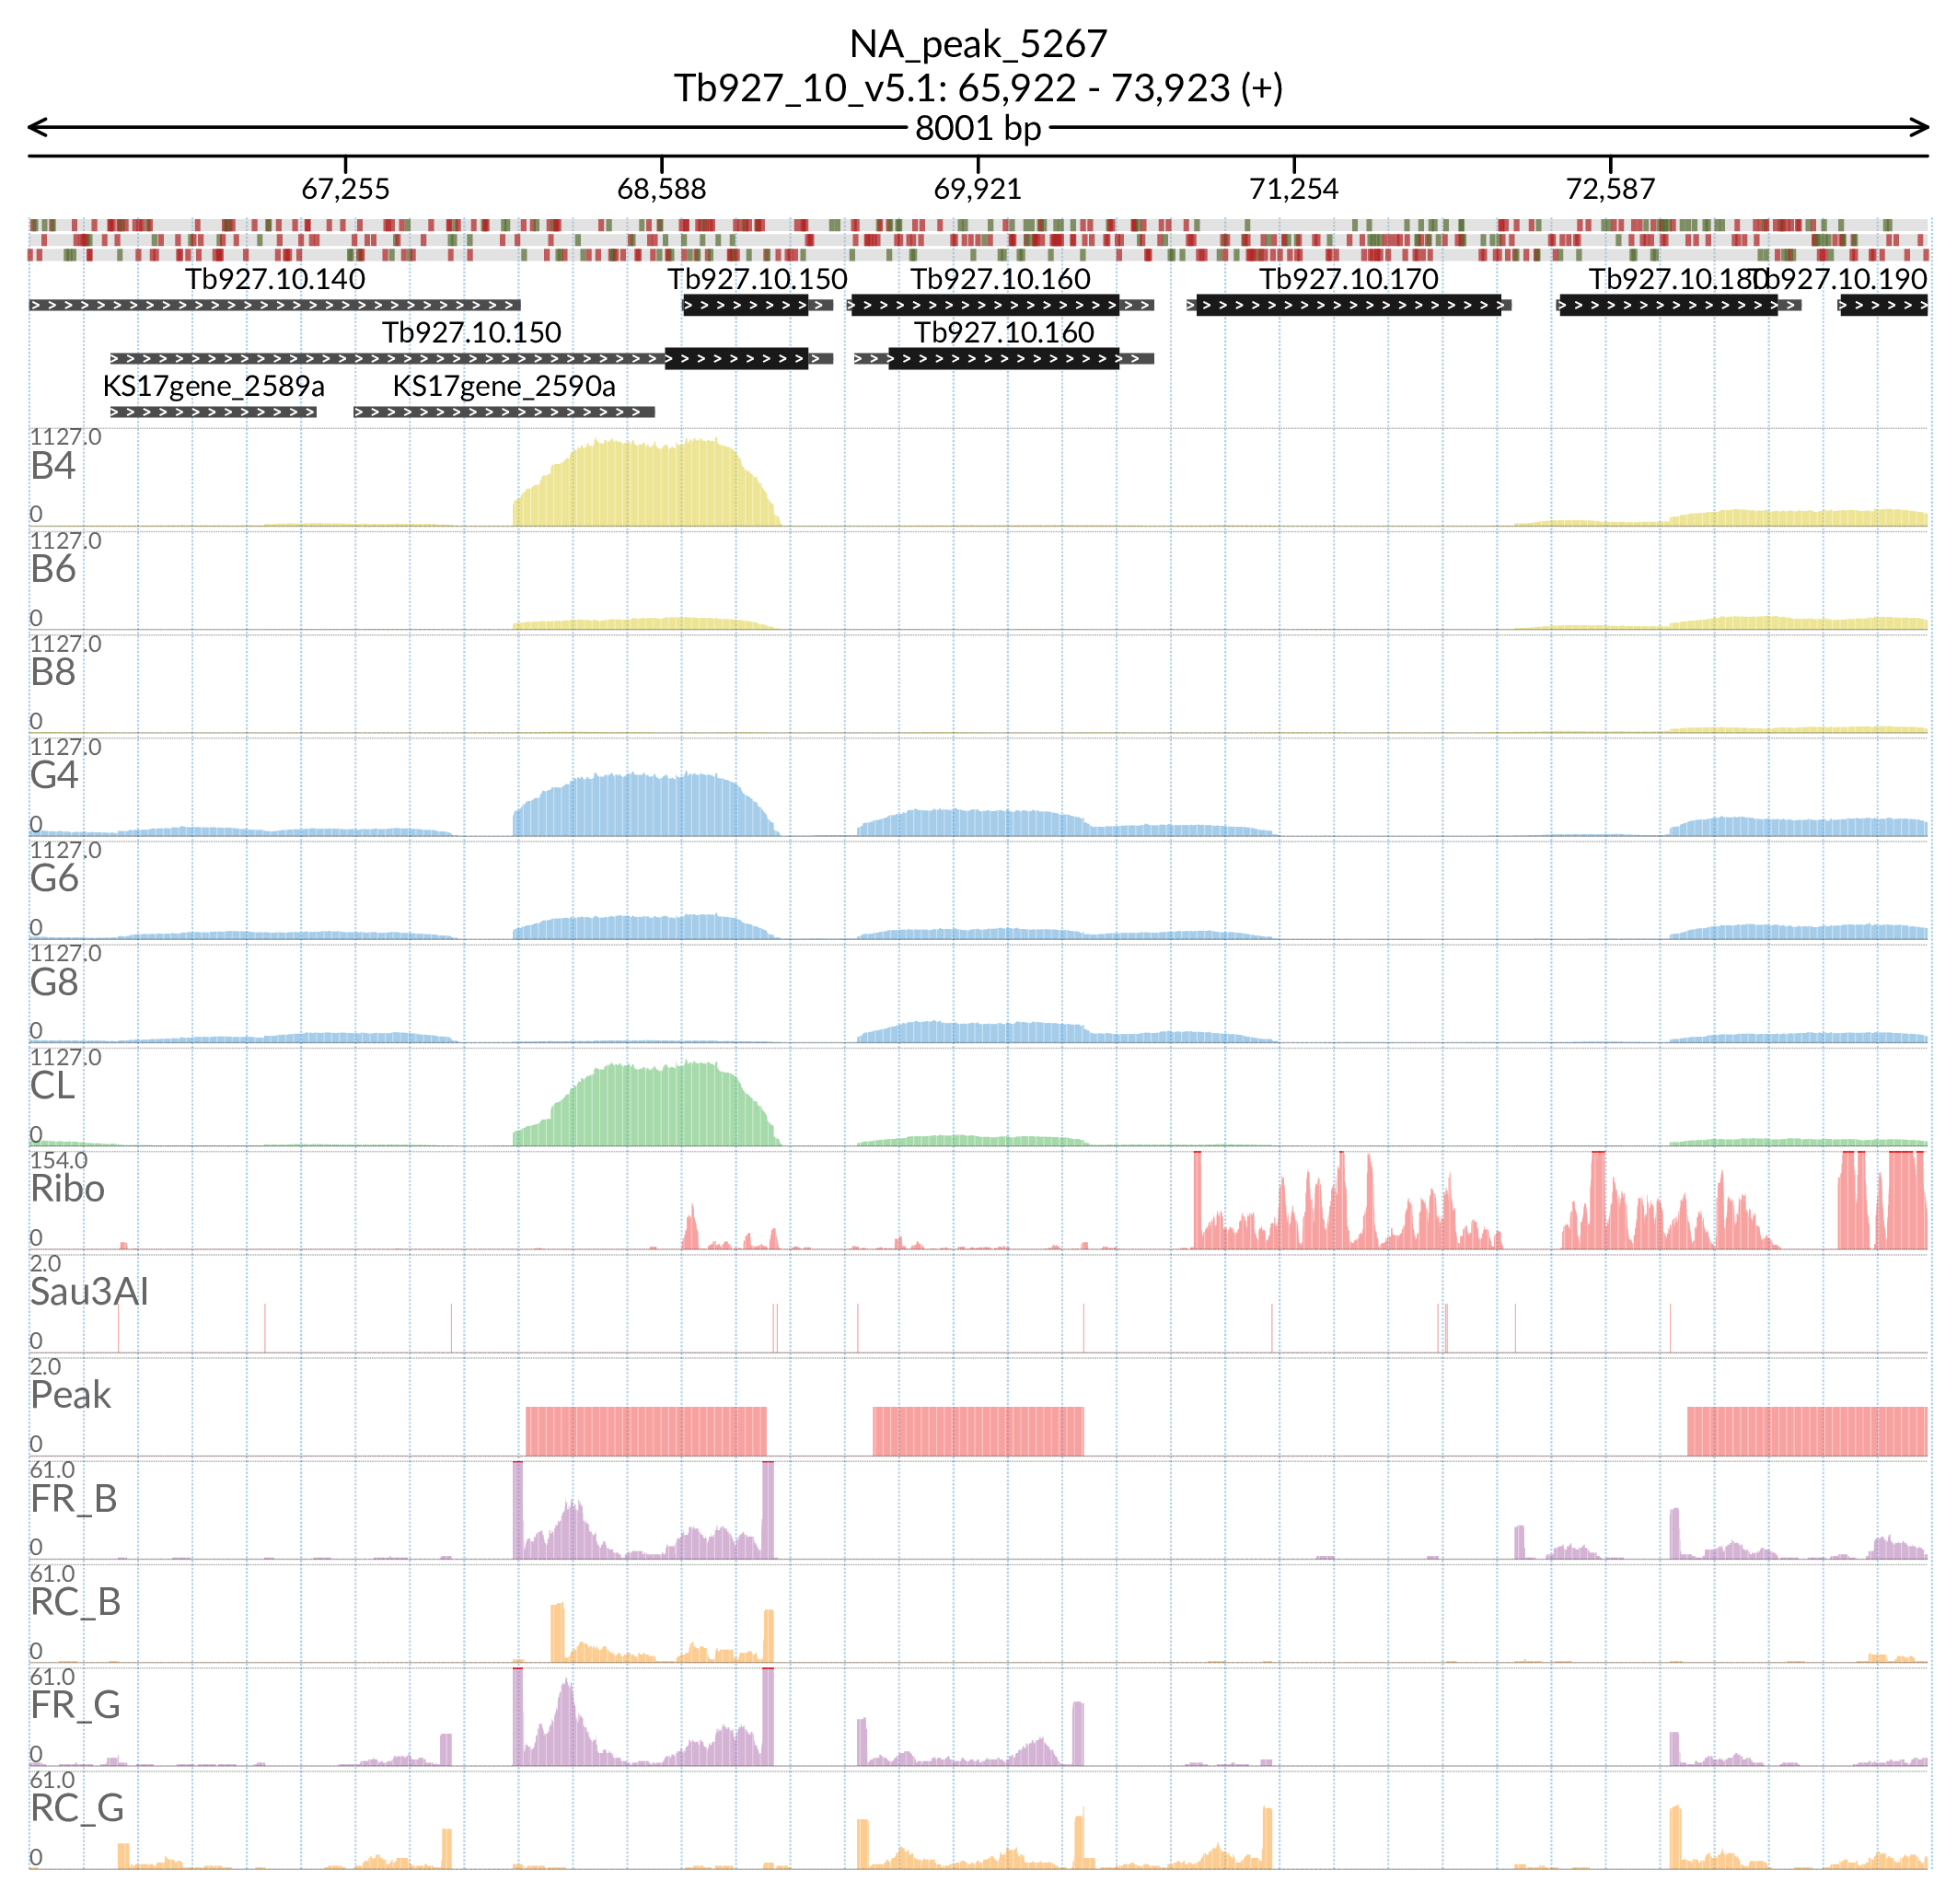 NA_peak_5267
Tb927_10_v5.1: 65,922 - 73,923 (+)
8001 bp
67,255 68,588 69,921 71,254 72,587
Tb927.10.140 Tb927.10.150 Tb927.10.160 Tb927.10.170 Tb927.10.180 Tb927.10.190
Tb927.10.150 Tb927.10.160
KS17gene_2589a KS17gene_2590a
1127.0
B4
0
1127.0
B6
0
1127.0
B8
0
1127.0
G4
0
1127.0
G6
0
1127.0
G8
0
1127.0
CL
0
154.0
Ribo
0
2.0
Sau3AI
0
2.0
Peak
0
61.0
FR_B
0
61.0
RC_B
0
61.0
FR_G
0
61.0
RC_G
0